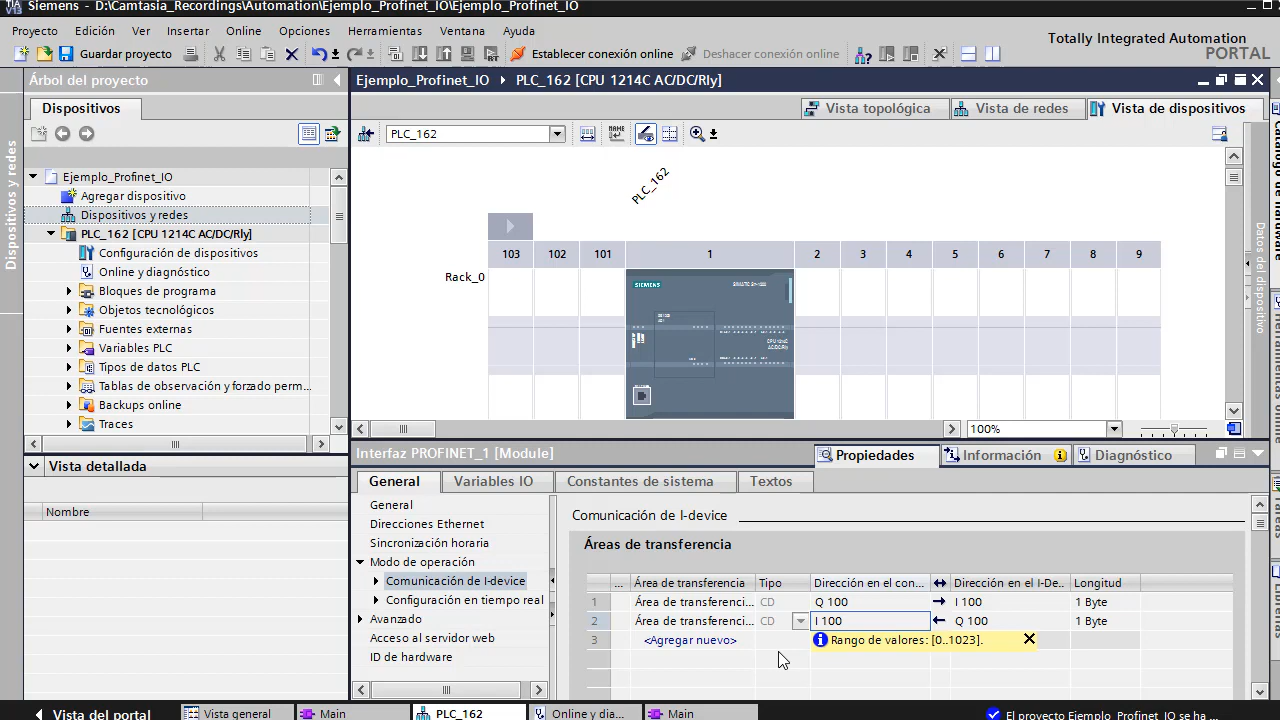 Siemens - D:\Camtasia_Recordings\Automation\Ejemplo_Profinet_IO\Ejemplo_Profinet_IO
Proyecto Edición Ver Insertar Online Opciones Herramientas Ventana Ayuda
Totally Integrated Automation
PORTAL
Guardar proyecto
Establecer conexión online
Deshacer conexión online
Árbol del proyecto
Ejemplo_Profinet_IO
PLC_162 [CPU 1214C AC/DC/Rly]
Dispositivos
Vista topológica
Vista de redes
Vista de dispositivos
Dispositivos y redes
PLC_162
Ejemplo_Profinet_IO
Agregar dispositivo
Dispositivos y redes
PLC_162 [CPU 1214C AC/DC/Rly]
Configuración de dispositivos
Online y diagnóstico
Bloques de programa
Objetos tecnológicos
Fuentes externas
Variables PLC
Tipos de datos PLC
Tablas de observación y forzado perm...
Backups online
Traces
PLC_162
103 102 101 1 2 3 4 5 6 7 8 9
Rack_0
SIEMENS
SIMATIC S7-1200
CPU 1214C
AC/DC/Rly
Datos del dispositivo
100%
Vista detallada
Nombre
Interfaz PROFINET_1 [Module]
Propiedades
Información
Diagnóstico
General
Variables IO
Constantes de sistema
Textos
General
Direcciones Ethernet
Sincronización horaria
Modo de operación
Comunicación de I-device
Configuración en tiempo real
Avanzado
Acceso al servidor web
ID de hardware
Comunicación de I-device
Áreas de transferencia
... Área de transferencia Tipo Dirección en el con... Dirección en el I-De... Longitud
1 Área de transferenci... CD Q 100 I 100 1 Byte
2 Área de transferenci... CD I 100 Q 100 1 Byte
3 <Agregar nuevo> Rango de valores: [0..1023].
Vista del portal
Vista general
Main
PLC_162
Online y dia...
Main
El proyecto Ejemplo_Profinet_IO se ha ...